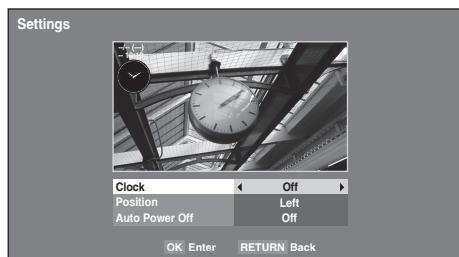 Settings
--/-- (---)
Clock Off
Position Left
Auto Power Off Off
OK Enter RETURN Back